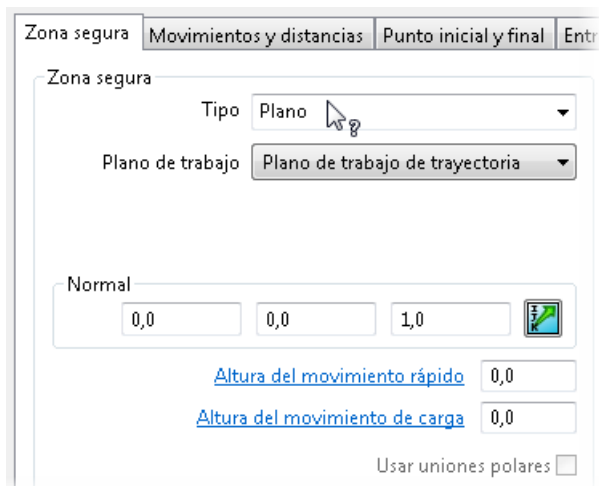 Zona segura Movimientos y distancias Punto inicial y final Entr
Zona segura
Tipo Plano
Plano de trabajo Plano de trabajo de trayectoria
Normal
0,0 0,0 1,0 IJK
Altura del movimiento rápido 0,0
Altura del movimiento de carga 0,0
Usar uniones polares